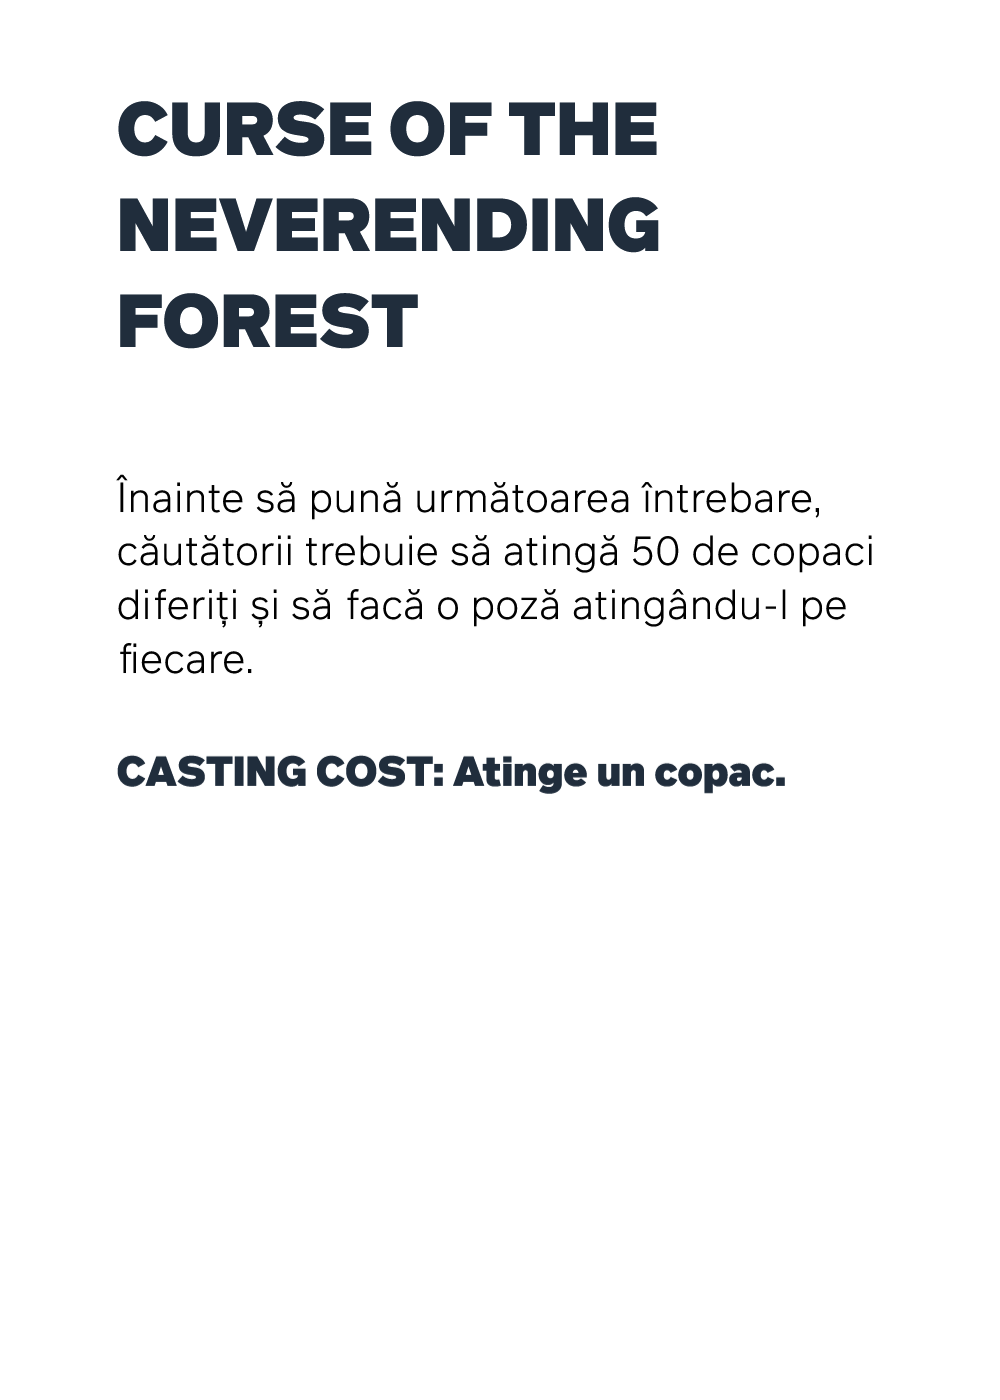 CURSE OF THE
NEVERENDING
FOREST
Înainte să pună următoarea întrebare,
căutătorii trebuie să atingă 50 de copaci
diferiți și să facă o poză atingându-l pe
fiecare.
CASTING COST: Atinge un copac.